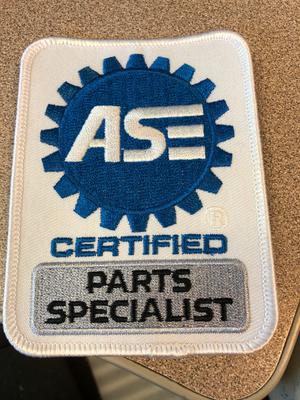 ASE
®
CERTIFIED
PARTS
SPECIALIST